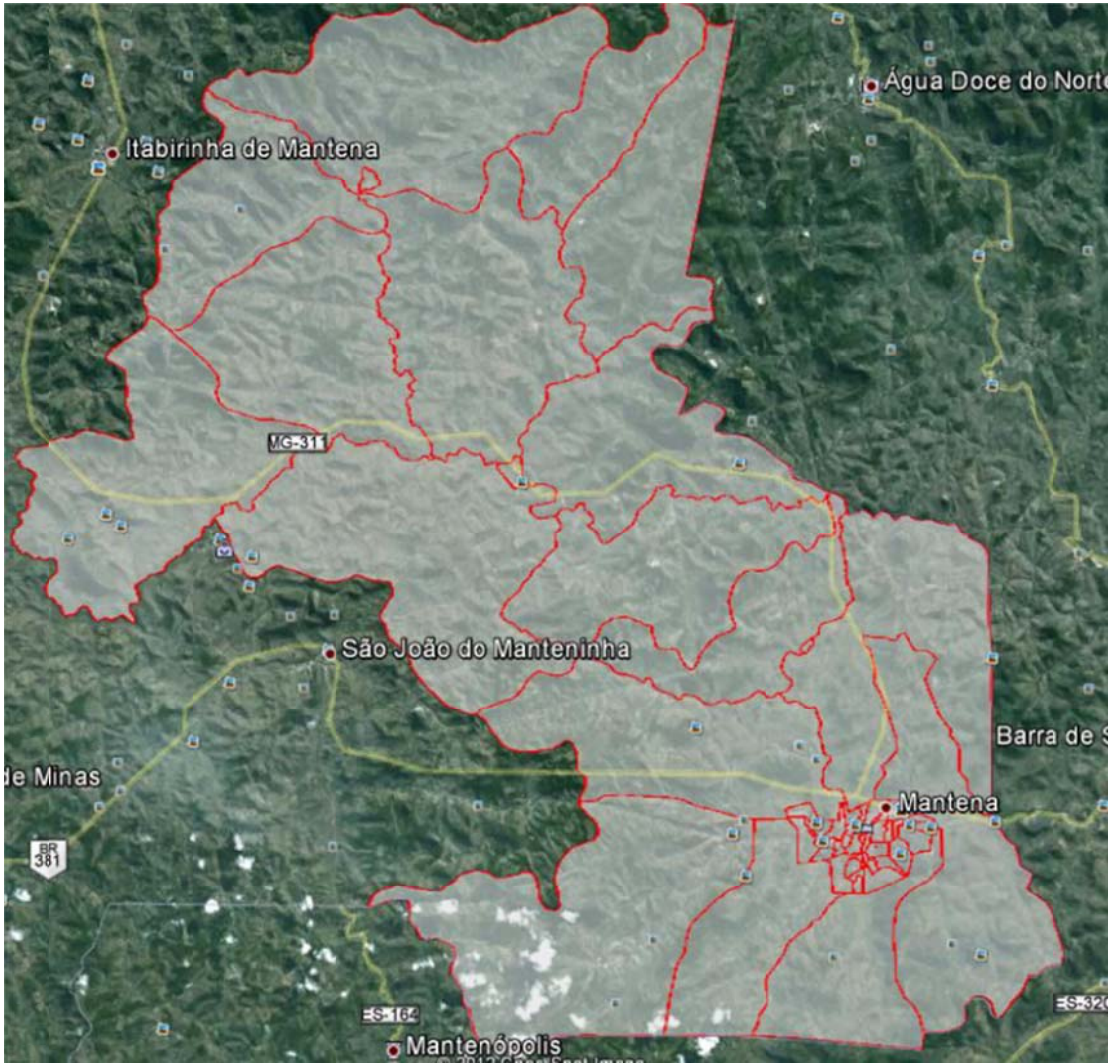 Água Doce do Norte
Itabirinha de Mantena
MG-311
São João do Manteninha
Barra de S
de Minas
Mantena
BR
381
ES-164
ES-320
Mantenópolis